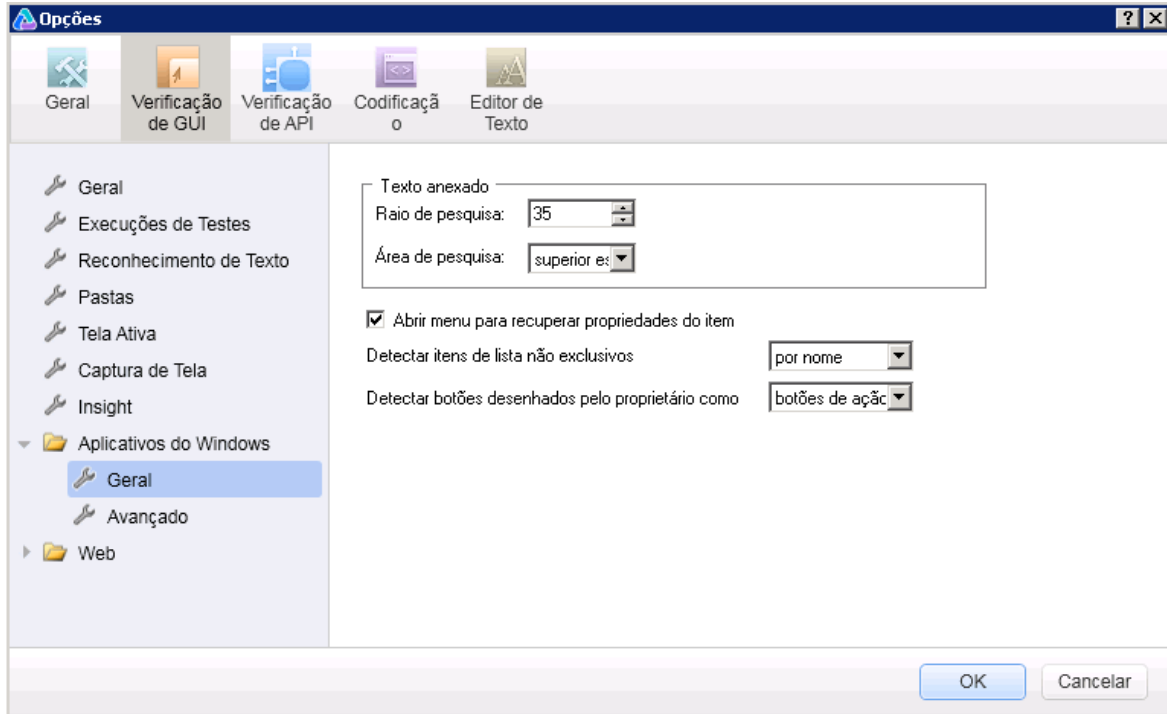 Opções
Geral
Verificação
de GUI
Verificação
de API
Codificaçã
o
Editor de
Texto
Geral
Execuções de Testes
Reconhecimento de Texto
Pastas
Tela Ativa
Captura de Tela
Insight
Aplicativos do Windows
Geral
Avançado
Web
Texto anexado
Raio de pesquisa: 35
Área de pesquisa: superior es
Abrir menu para recuperar propriedades do item
Detectar itens de lista não exclusivos por nome
Detectar botões desenhados pelo proprietário como botões de ação
OK Cancelar